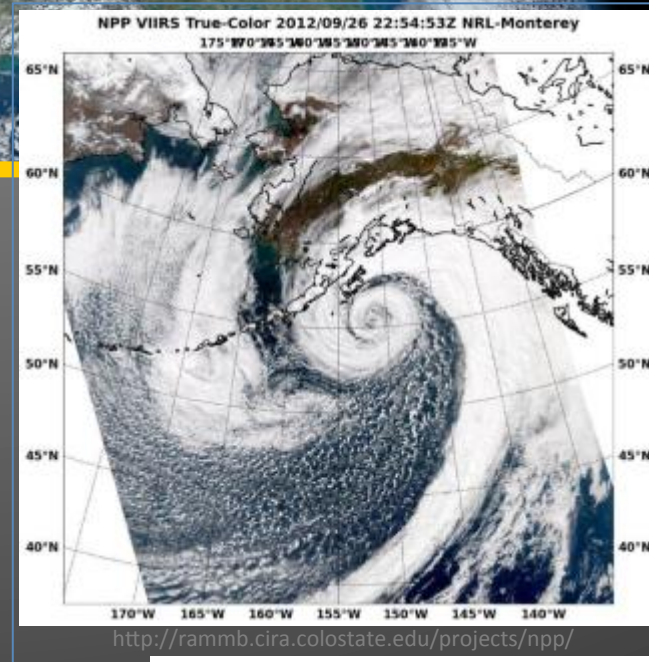 NPP VIIRS True-Color 2012/09/26 22:54:53Z NRL-Monterey
65°N 65°N
60°N 60°N
55°N 55°N
50°N 50°N
45°N 45°N
40°N 40°N
170°W 165°W 160°W 155°W 150°W 145°W 140°W
http://rammb.cira.colostate.edu/projects/npp/